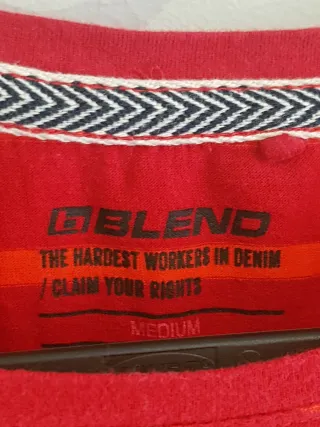 BLEND
THE HARDEST WORKERS IN DENIM
/ CLAIM YOUR RIGHTS
MEDIUM